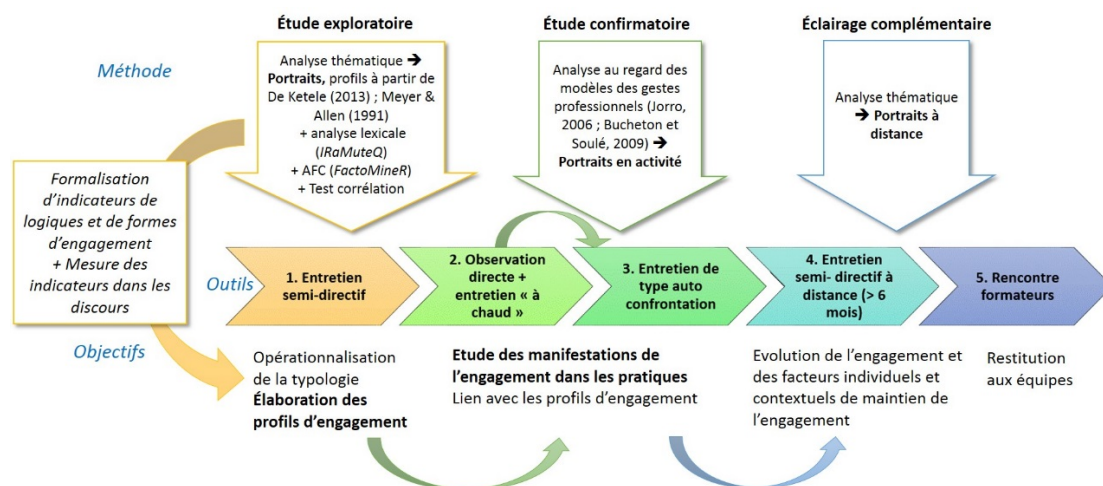 Étude exploratoire
Étude confirmatoire
Éclairage complémentaire
Méthode
Analyse thématique ➔
Portraits, profils à partir de
De Ketele (2013) ; Meyer &
Allen (1991)
+ analyse lexicale
(IRaMuteQ)
+ AFC (FactoMineR)
+ Test corrélation
Analyse au regard des
modèles des gestes
professionnels (Jorro,
2006 ; Bucheton et
Soulé, 2009) ➔
Portraits en activité
Analyse thématique
➔ Portraits à
distance
Formalisation
d'indicateurs de
logiques et de formes
d'engagement
+ Mesure des
indicateurs dans les
discours
Outils
1. Entretien
semi-directif
2. Observation
directe +
entretien « à
chaud »
3. Entretien de
type auto
confrontation
4. Entretien
semi- directif à
distance (> 6
mois)
5. Rencontre
formateurs
Objectifs
Opérationnalisation
de la typologie
Élaboration des
profils d'engagement
Etude des manifestations de
l'engagement dans les pratiques
Lien avec les profils d'engagement
Evolution de l'engagement et
des facteurs individuels et
contextuels de maintien de
l'engagement
Restitution
aux équipes